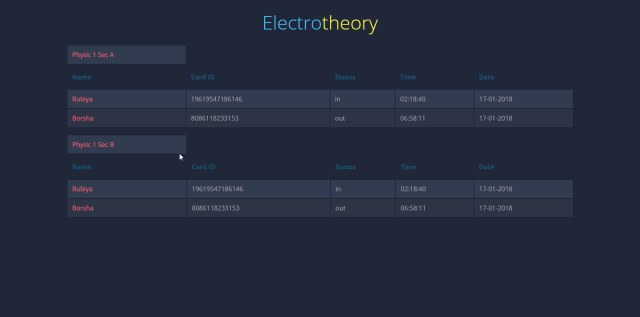 Electrotheory
Physic 1 Sec A
Name Card ID Status Time Date
Rubiya 19619547186146 in 02:18:40 17-01-2018
Borsha 8086118233153 out 06:58:11 17-01-2018
Physic 1 Sec B
Name Card ID Status Time Date
Rubiya 19619547186146 in 02:18:40 17-01-2018
Borsha 8086118233153 out 06:58:11 17-01-2018